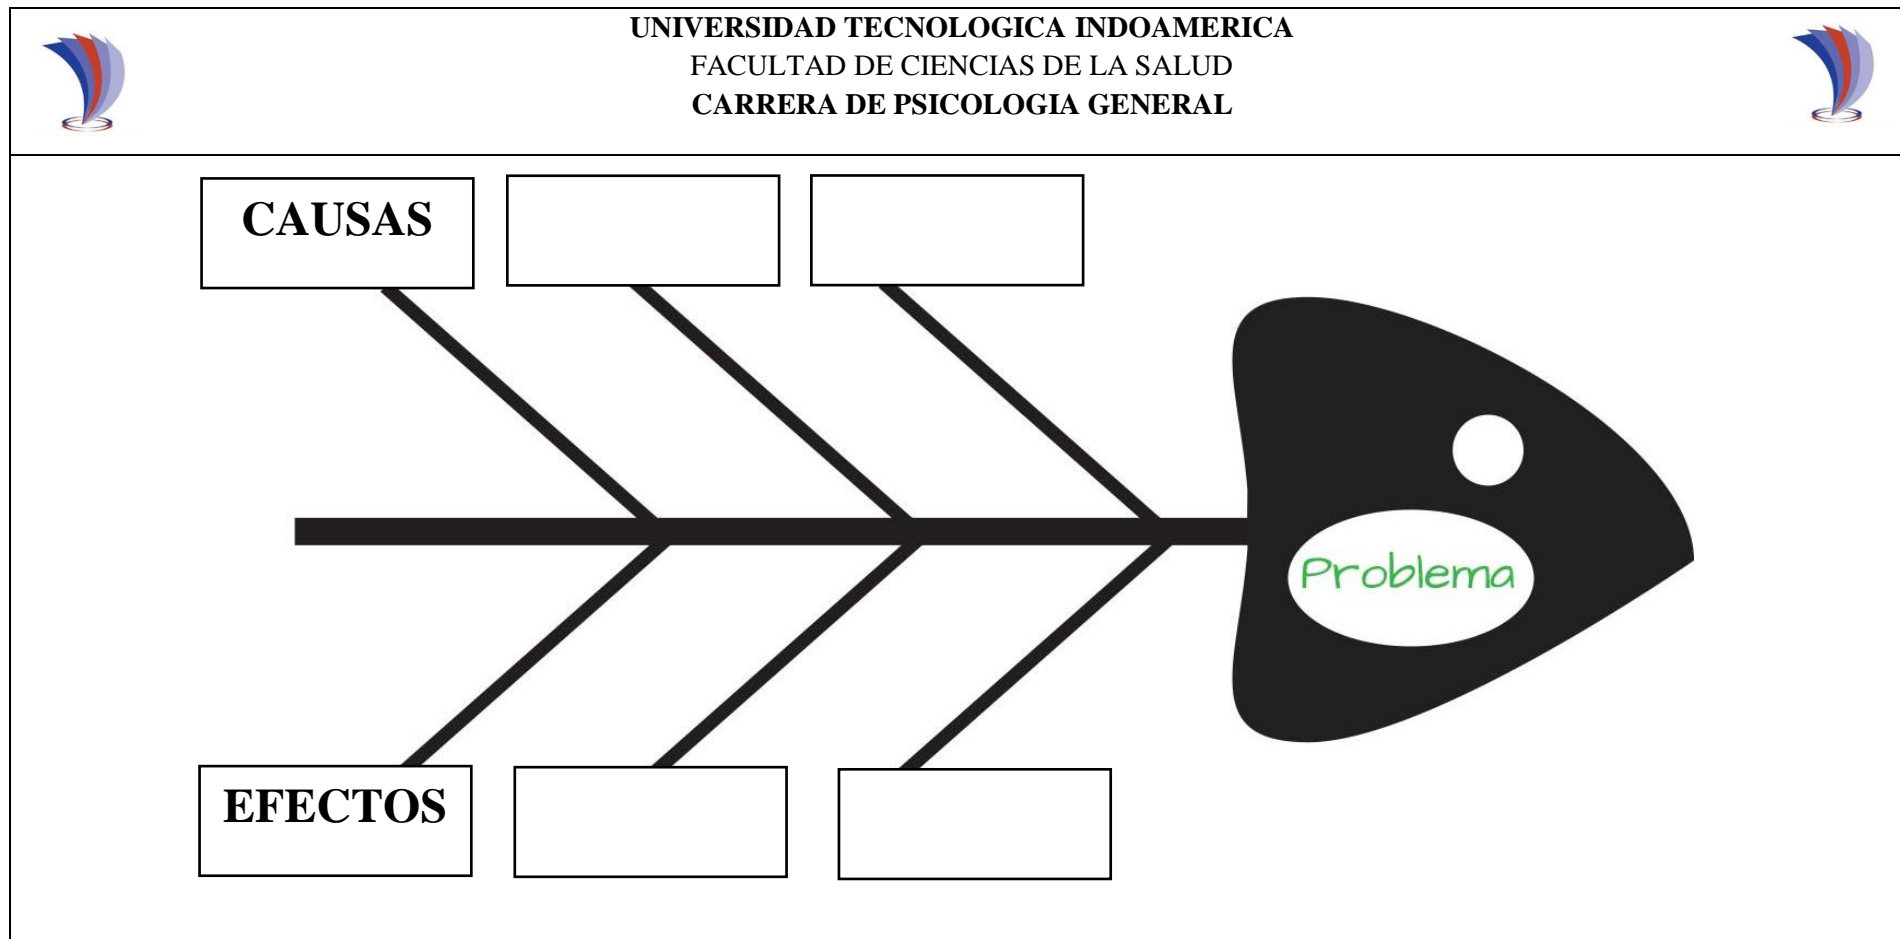 UNIVERSIDAD TECNOLOGICA INDOAMERICA
FACULTAD DE CIENCIAS DE LA SALUD
CARRERA DE PSICOLOGIA GENERAL
CAUSAS
Problema
EFECTOS